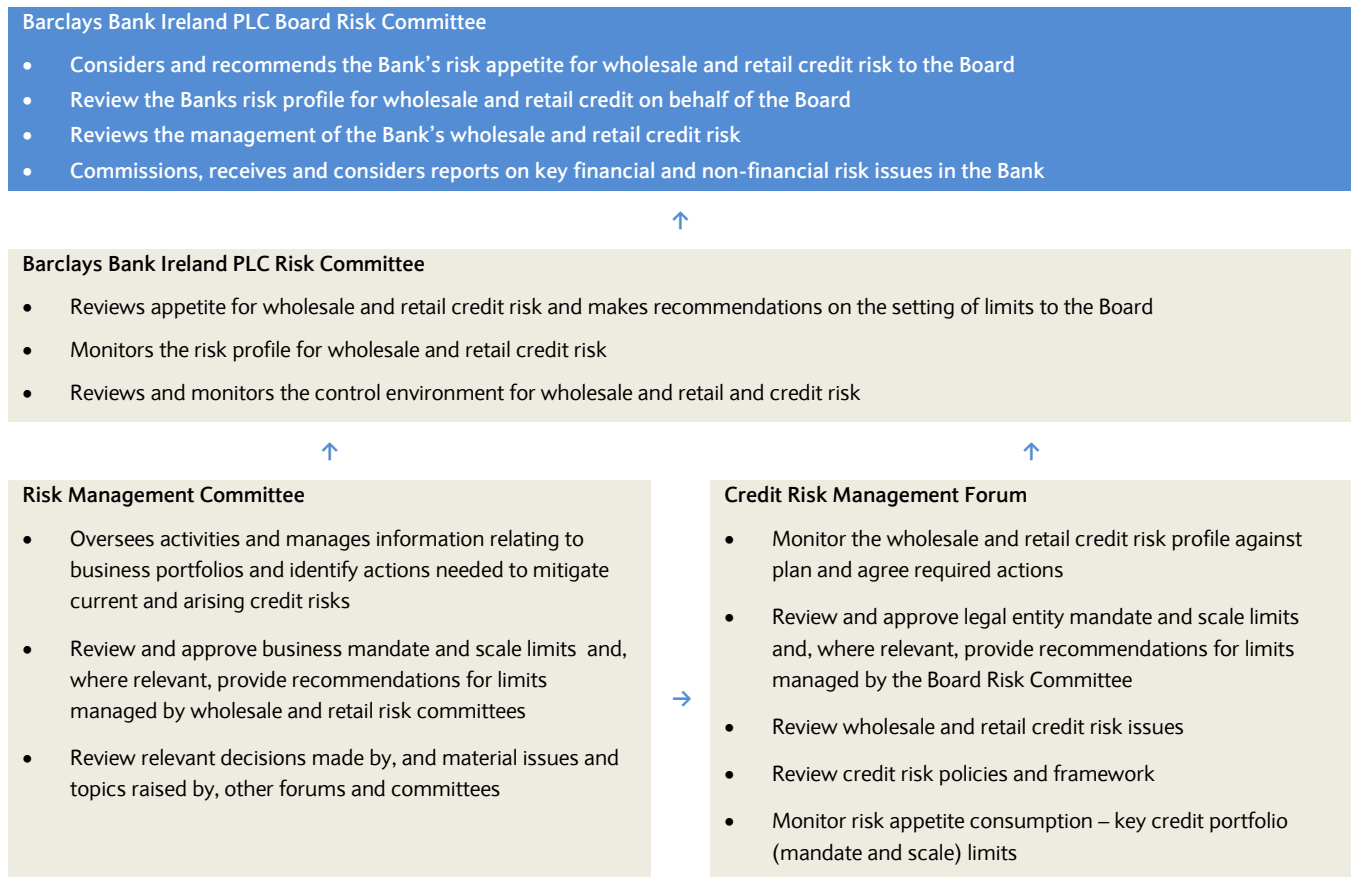 Barclays Bank Ireland PLC Board Risk Committee
• Considers and recommends the Bank’s risk appetite for wholesale and retail credit risk to the Board
• Review the Banks risk profile for wholesale and retail credit on behalf of the Board
• Reviews the management of the Bank’s wholesale and retail credit risk
• Commissions, receives and considers reports on key financial and non-financial risk issues in the Bank
↑
Barclays Bank Ireland PLC Risk Committee
• Reviews appetite for wholesale and retail credit risk and makes recommendations on the setting of limits to the Board
• Monitors the risk profile for wholesale and retail credit risk
• Reviews and monitors the control environment for wholesale and retail and credit risk
↑ ↑
Risk Management Committee
• Oversees activities and manages information relating to
business portfolios and identify actions needed to mitigate
current and arising credit risks
• Review and approve business mandate and scale limits and,
where relevant, provide recommendations for limits
managed by wholesale and retail risk committees
• Review relevant decisions made by, and material issues and
topics raised by, other forums and committees
→
Credit Risk Management Forum
• Monitor the wholesale and retail credit risk profile against
plan and agree required actions
• Review and approve legal entity mandate and scale limits
and, where relevant, provide recommendations for limits
managed by the Board Risk Committee
• Review wholesale and retail credit risk issues
• Review credit risk policies and framework
• Monitor risk appetite consumption – key credit portfolio
(mandate and scale) limits